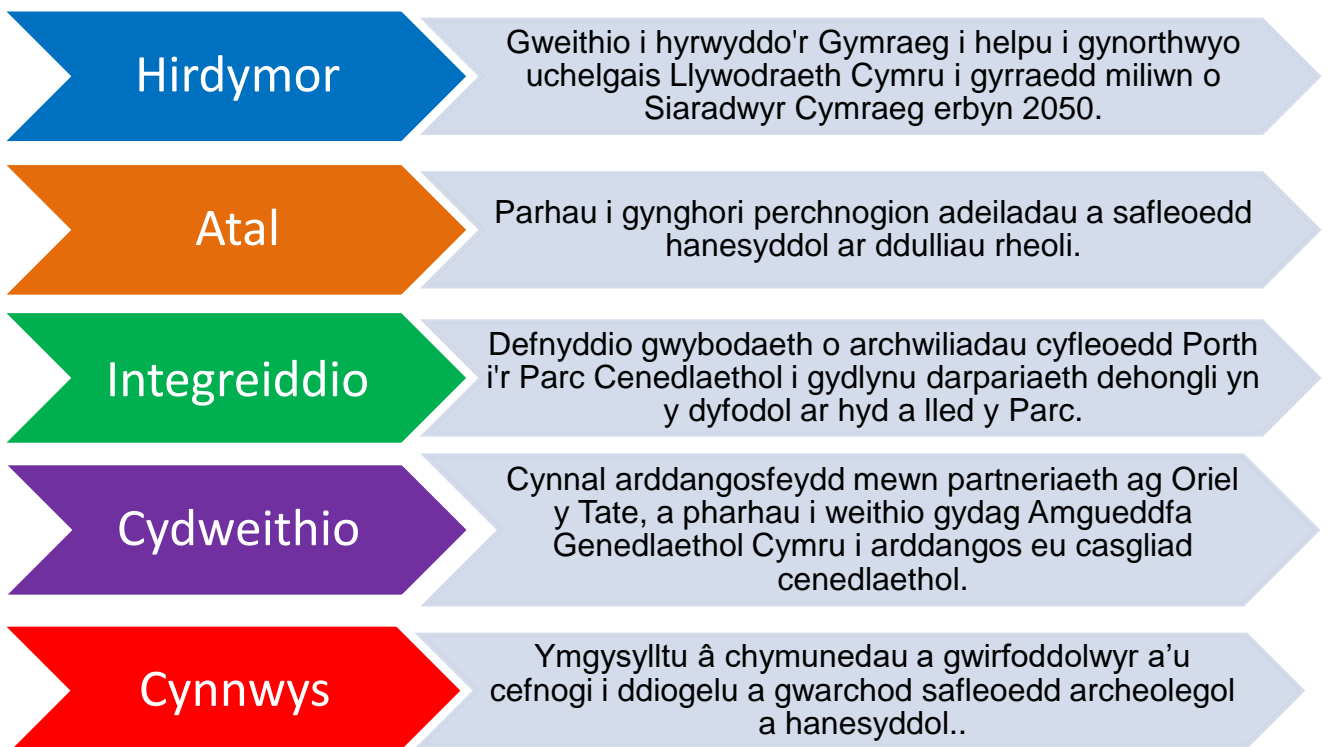 Hirdymor
Gweithio i hyrwyddo'r Gymraeg i helpu i gynorthwyo
uchelgais Llywodraeth Cymru i gyrraedd miliwn o
Siaradwyr Cymraeg erbyn 2050.
Atal
Parhau i gynghori perchnogion adeiladau a safleoedd
hanesyddol ar ddulliau rheoli.
Integreiddio
Defnyddio gwybodaeth o archwiliadau cyfleoedd Porth
i'r Parc Cenedlaethol i gydlynu darpariaeth dehongli yn
y dyfodol ar hyd a lled y Parc.
Cydweithio
Cynnal arddangosfeydd mewn partneriaeth ag Oriel
y Tate, a pharhau i weithio gydag Amgueddfa
Genedlaethol Cymru i arddangos eu casgliad
cenedlaethol.
Cynnwys
Ymgysylltu â chymunedau a gwirfoddolwyr a’u
cefnogi i ddiogelu a gwarchod safleoedd archeolegol
a hanesyddol..